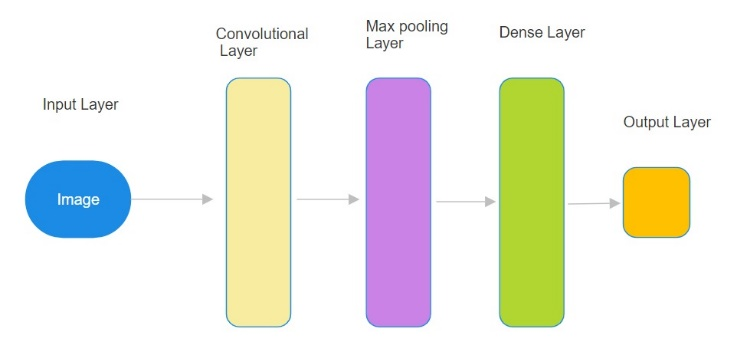 Input Layer
Image
Convolutional
Layer
Max pooling
Layer
Dense Layer
Output Layer